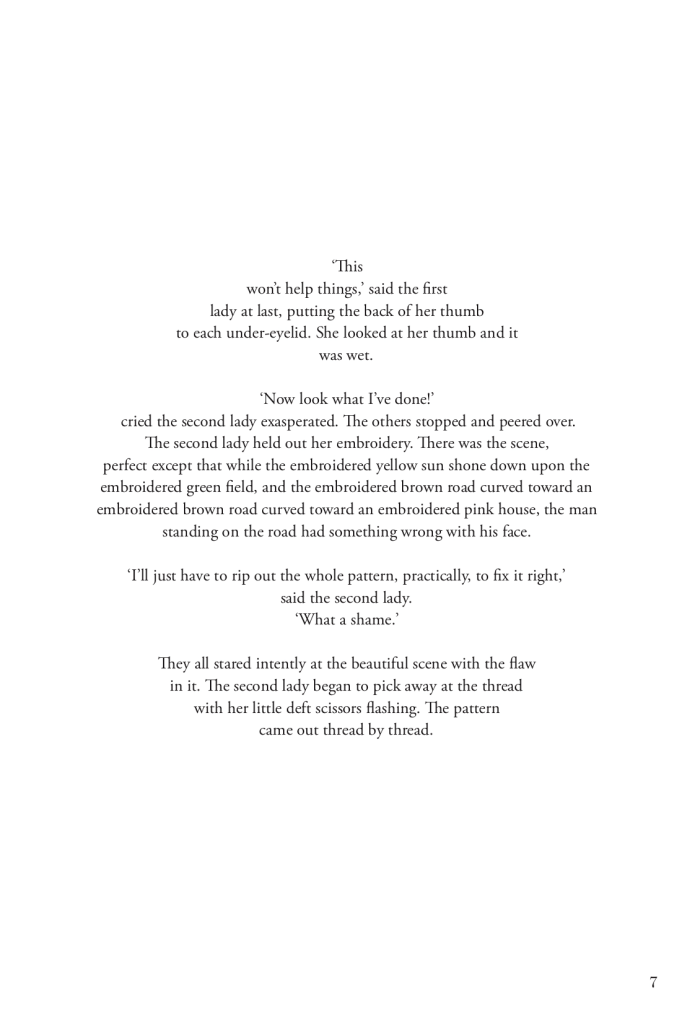 ‘This
won’t help things,’ said the first
lady at last, putting the back of her thumb
to each under-eyelid. She looked at her thumb and it
was wet.
‘Now look what I’ve done!’
cried the second lady exasperated. The others stopped and peered over.
The second lady held out her embroidery. There was the scene,
perfect except that while the embroidered yellow sun shone down upon the
embroidered green field, and the embroidered brown road curved toward an
embroidered brown road curved toward an embroidered pink house, the man
standing on the road had something wrong with his face.
‘I’ll just have to rip out the whole pattern, practically, to fix it right,’
said the second lady.
‘What a shame.’
They all stared intently at the beautiful scene with the flaw
in it. The second lady began to pick away at the thread
with her little deft scissors flashing. The pattern
came out thread by thread.
7